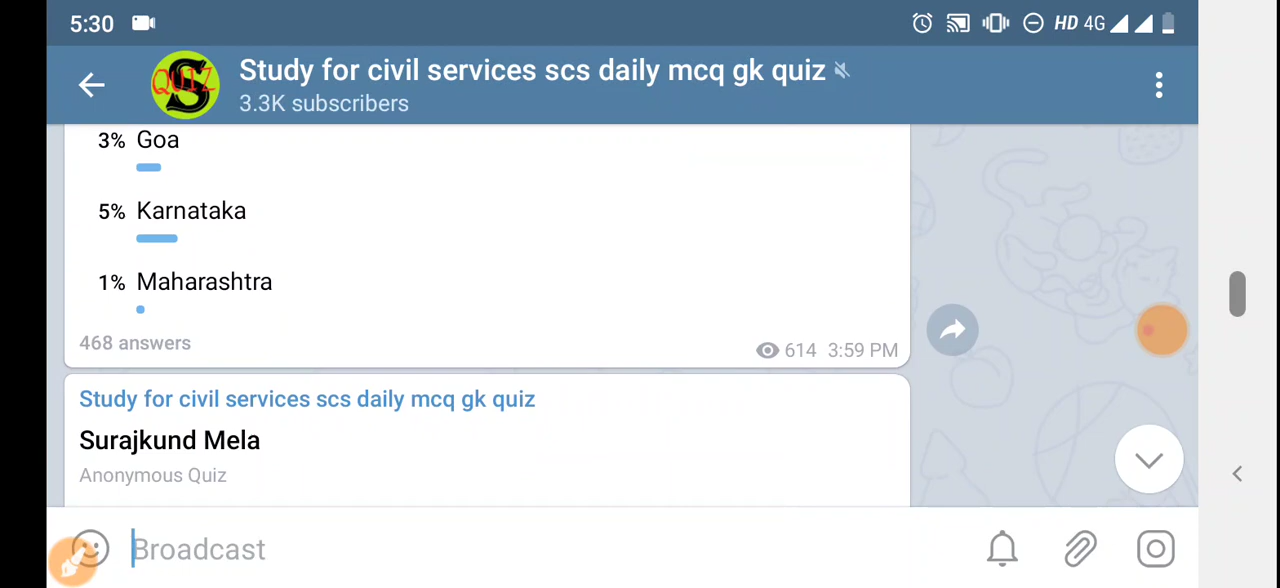 5:30
HD 4G
QUIZ S
Study for civil services scs daily mcq gk quiz
3.3K subscribers
3% Goa
5% Karnataka
1% Maharashtra
468 answers
614 3:59 PM
Study for civil services scs daily mcq gk quiz
Surajkund Mela
Anonymous Quiz
Broadcast